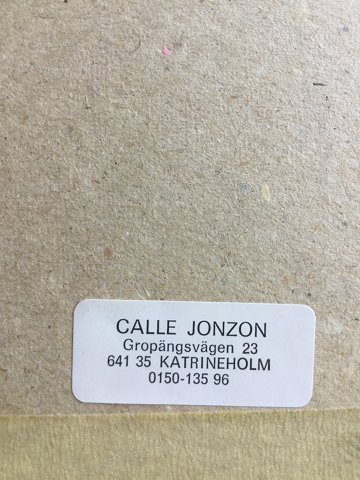 CALLE JONZON
Gropängsvägen 23
641 35 KATRINEHOLM
0150-135 96